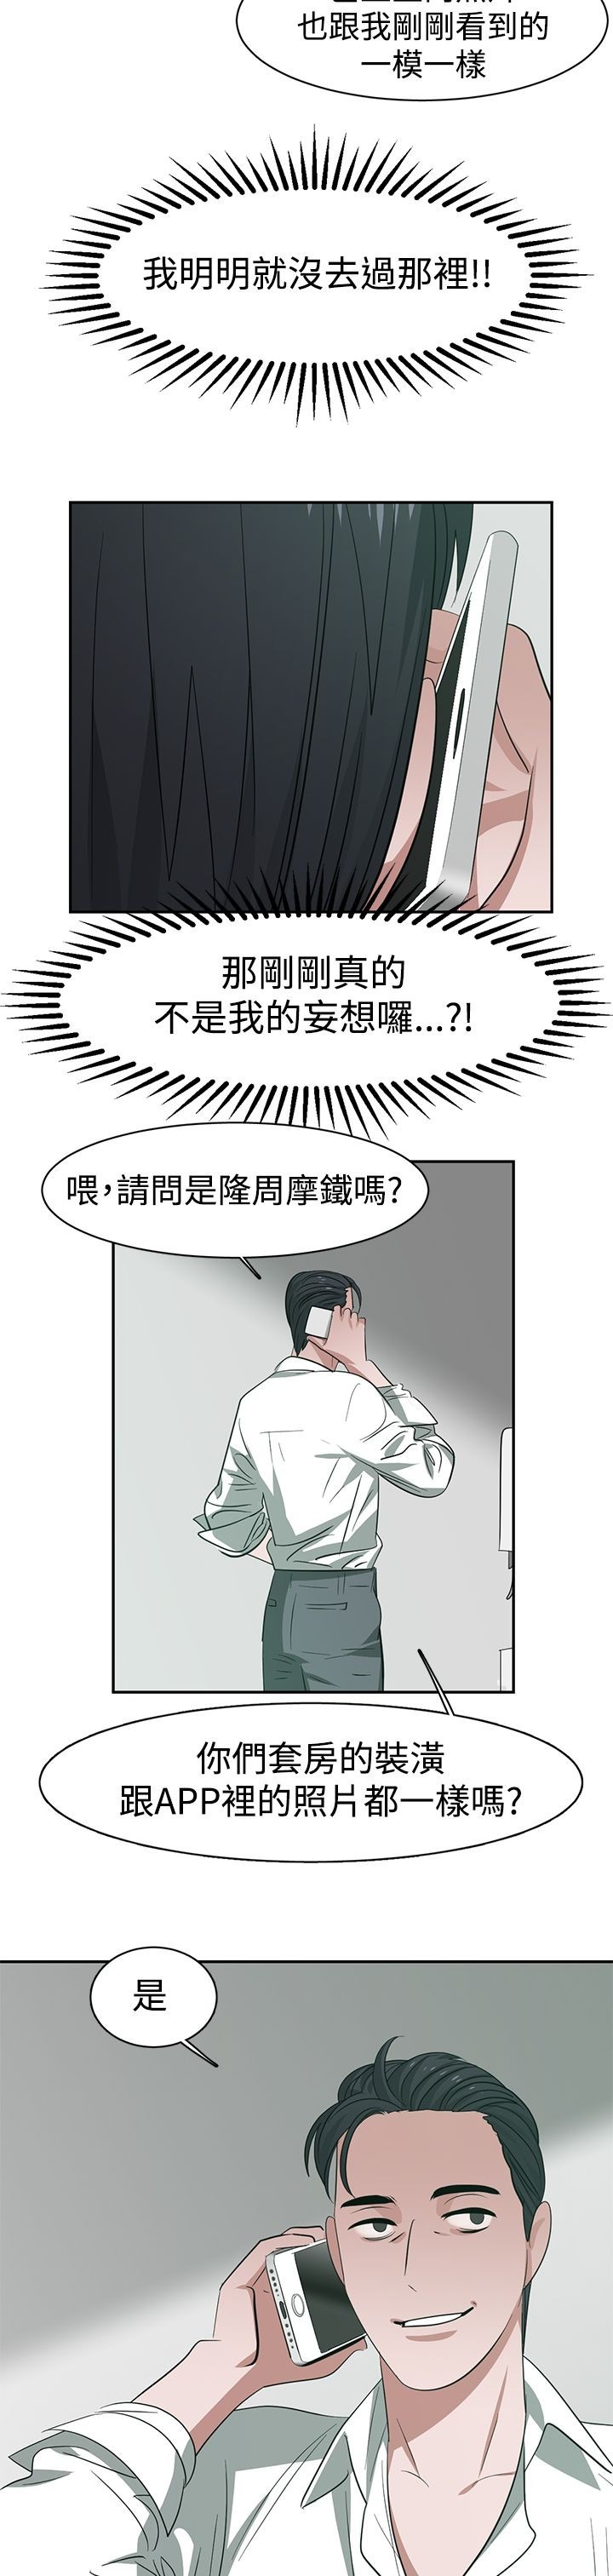 也跟我剛剛看到的
一模一樣
我明明就沒去過那裡!!
那剛剛真的
不是我的妄想囉...?!
喂,請問是隆周摩鐵嗎?
你們套房的裝潢
跟APP裡的照片都一樣嗎?
是